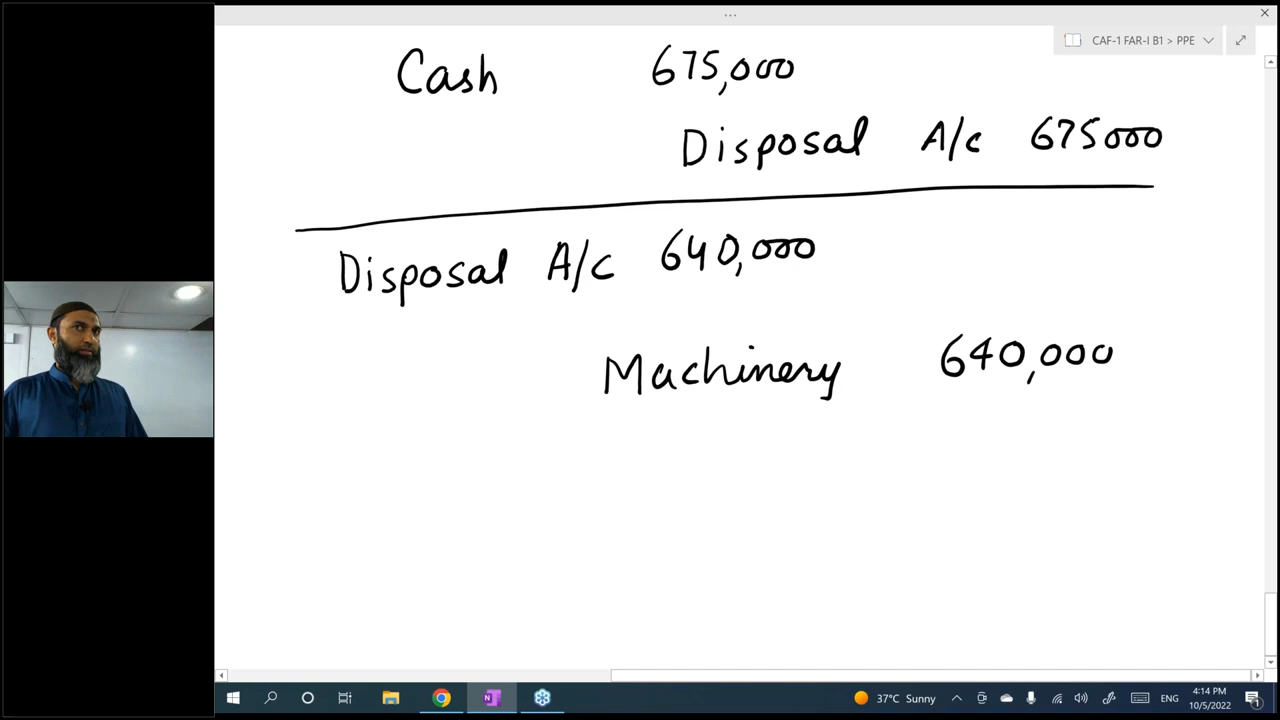 CAF-1 FAR-I B1 > PPE
Cash 675,000
Disposal A/c 675000
Disposal A/c 640,000
Machinery 640,000
37°C Sunny
ENG
4:14 PM
10/5/2022